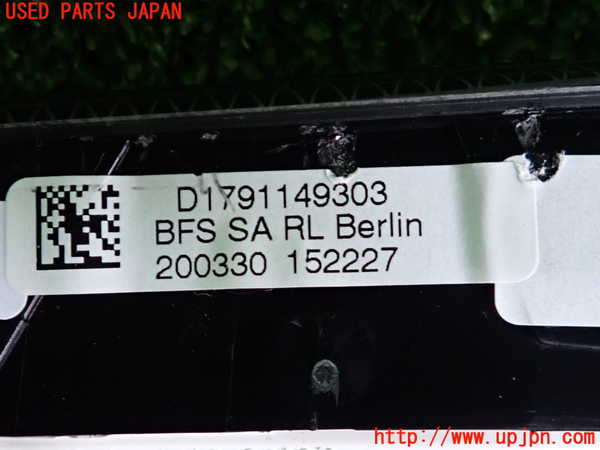 USED PARTS JAPAN
D1791149303
BFS SA RL Berlin
200330 152227
http://www.upjpn.com/